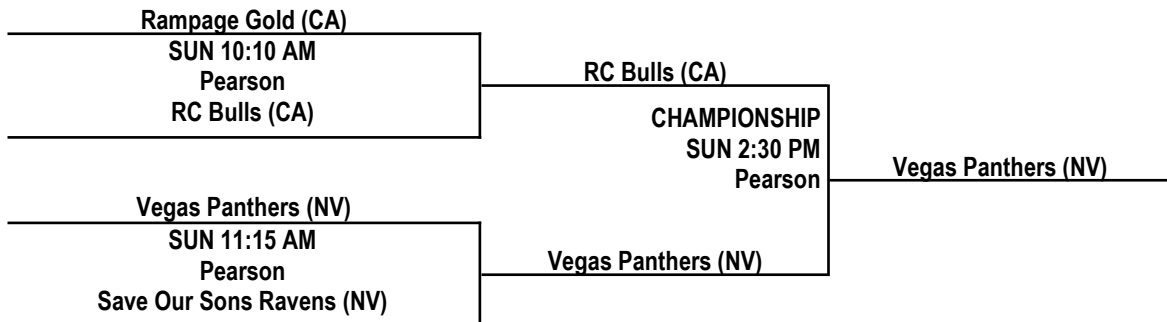 Rampage Gold (CA)
SUN 10:10 AM
Pearson
RC Bulls (CA)
RC Bulls (CA)
CHAMPIONSHIP
SUN 2:30 PM
Pearson
Vegas Panthers (NV)
Vegas Panthers (NV)
SUN 11:15 AM
Pearson
Save Our Sons Ravens (NV)
Vegas Panthers (NV)